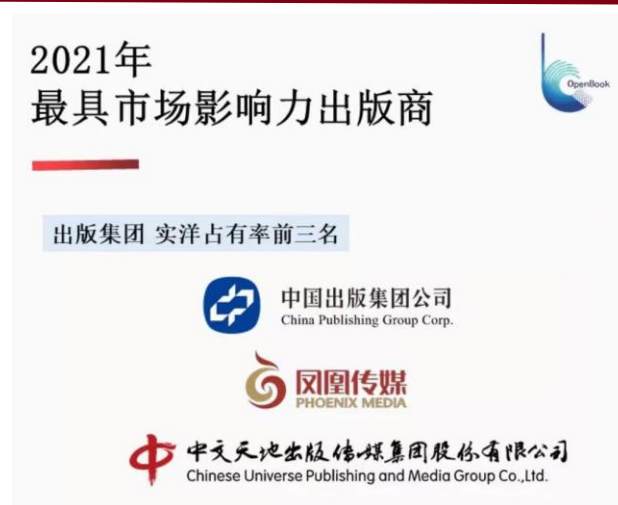 2021年
最具市场影响力出版商
OpenBook
出版集团 实洋占有率前三名
中国出版集团公司
China Publishing Group Corp.
凤凰传媒
PHOENIX MEDIA
中文天地出版传媒集团股份有限公司
Chinese Universe Publishing and Media Group Co.,Ltd.